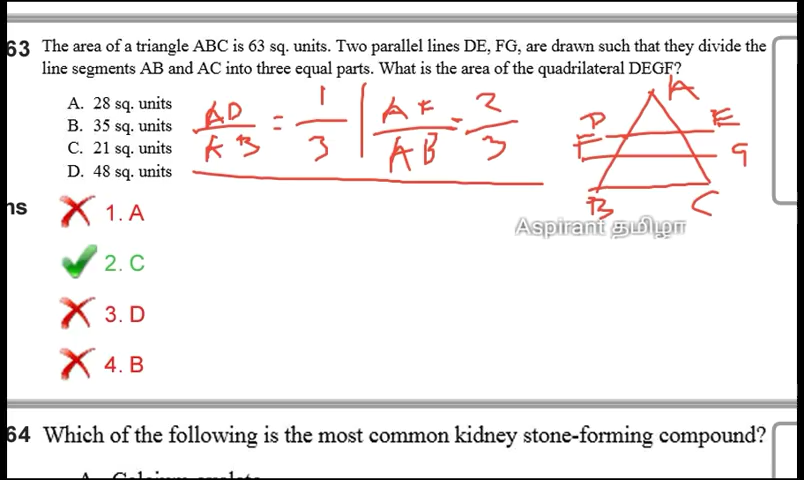 63 The area of a triangle ABC is 63 sq. units. Two parallel lines DE, FG, are drawn such that they divide the
line segments AB and AC into three equal parts. What is the area of the quadrilateral DEGF?
A. 28 sq. units
B. 35 sq. units
C. 21 sq. units
D. 48 sq. units
AD/AB = 1/3 | AF/AB = 2/3
A
D E
F G
B C
Aspirant தமிழா
ns
1. A
2. C
3. D
4. B
64 Which of the following is the most common kidney stone-forming compound?
A. Calcium oxalate